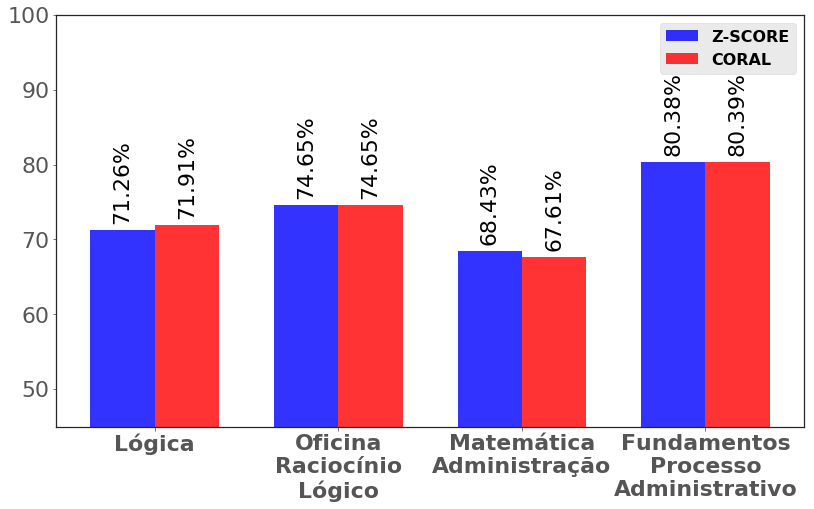 100
90
80
70
60
50
Z-SCORE
CORAL
71.26%
71.91%
74.65%
74.65%
68.43%
67.61%
80.38%
80.39%
Lógica
Oficina
Raciocínio
Lógico
Matemática
Administração
Fundamentos
Processo
Administrativo